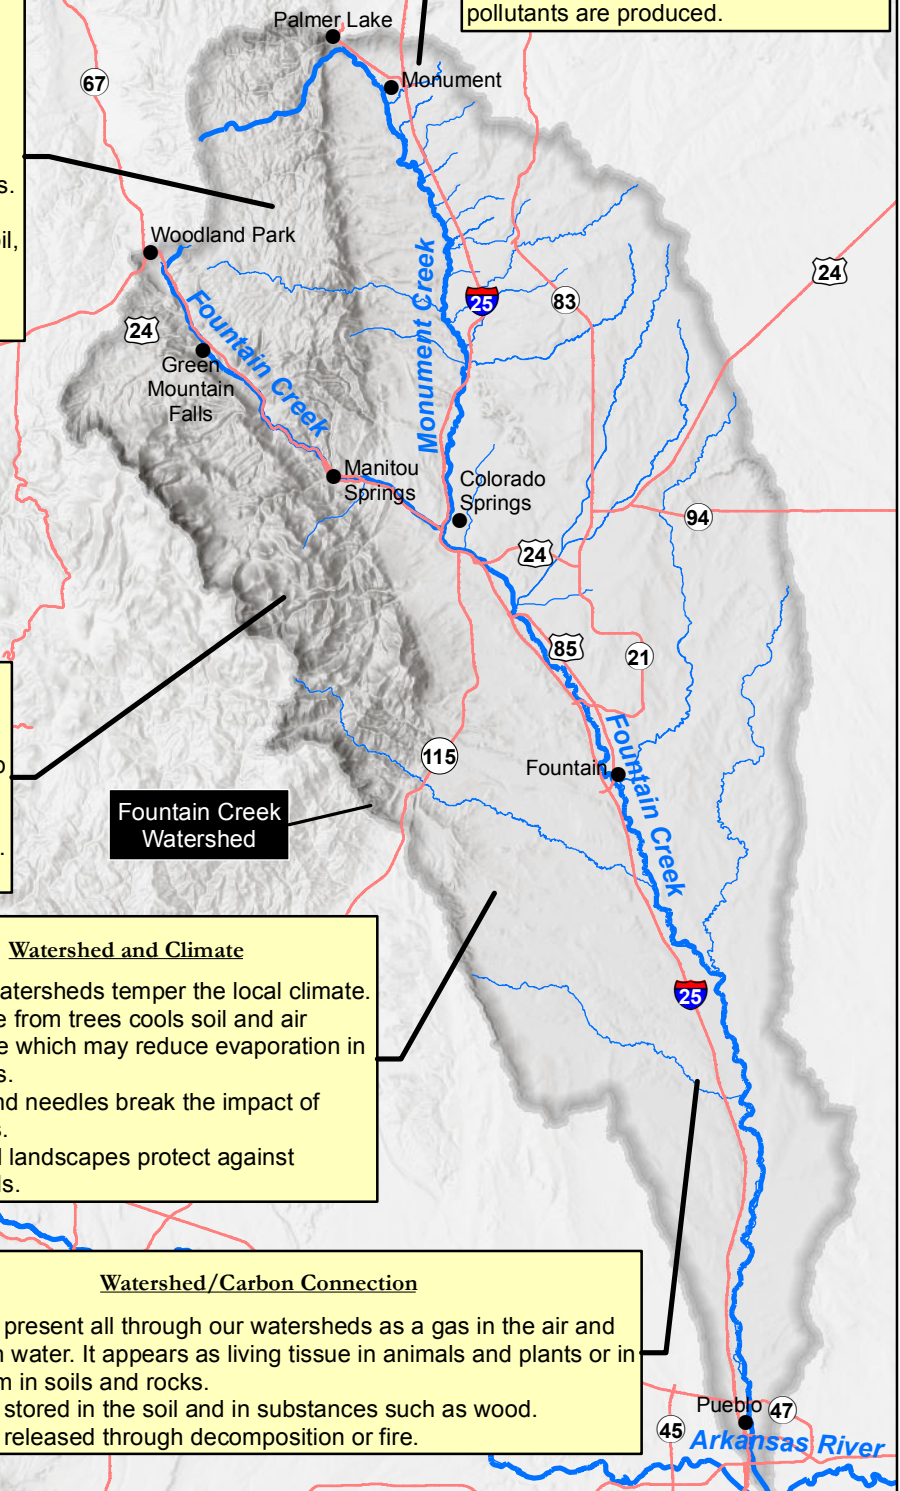 pollutants are produced.
Palmer Lake
Monument
67
s.
oil,
Woodland Park
24
Monument Creek
25
83
24
Fountain Creek
Green
Mountain
Falls
Manitou
Springs
Colorado
Springs
94
24
85
21
115
Fountain
Fountain Creek
Fountain Creek
Watershed
.
Watershed and Climate
atersheds temper the local climate.
e from trees cools soil and air
e which may reduce evaporation in
s.
nd needles break the impact of
s.
l landscapes protect against
ls.
25
Watershed/Carbon Connection
present all through our watersheds as a gas in the air and
n water. It appears as living tissue in animals and plants or in
m in soils and rocks.
stored in the soil and in substances such as wood.
released through decomposition or fire.
Pueblo
47
45
Arkansas River